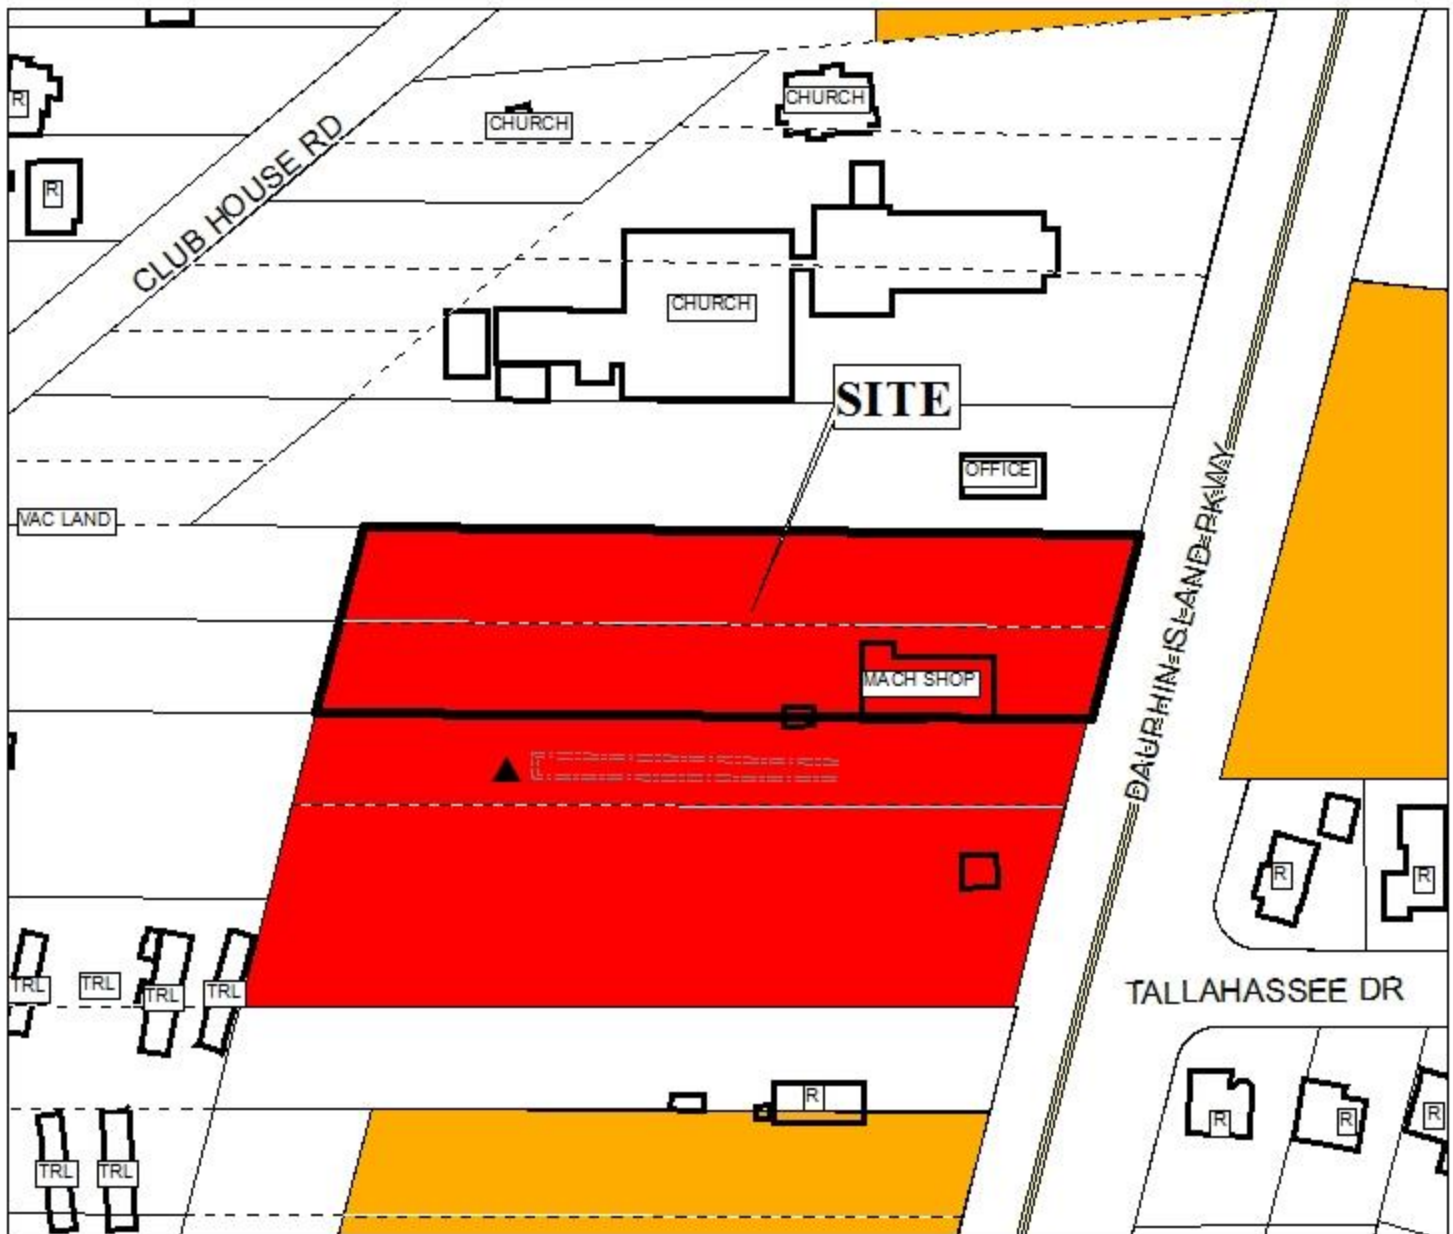 CHURCH
R
CHURCH
R
CLUB HOUSE RD
CHURCH
SITE
OFFICE
VAC LAND
DAUPHIN ISLAND PKWY
MACH SHOP
R
R
TRL
TRL
TRL
TRL
TALLAHASSEE DR
R
R
R
R
TRL
TRL